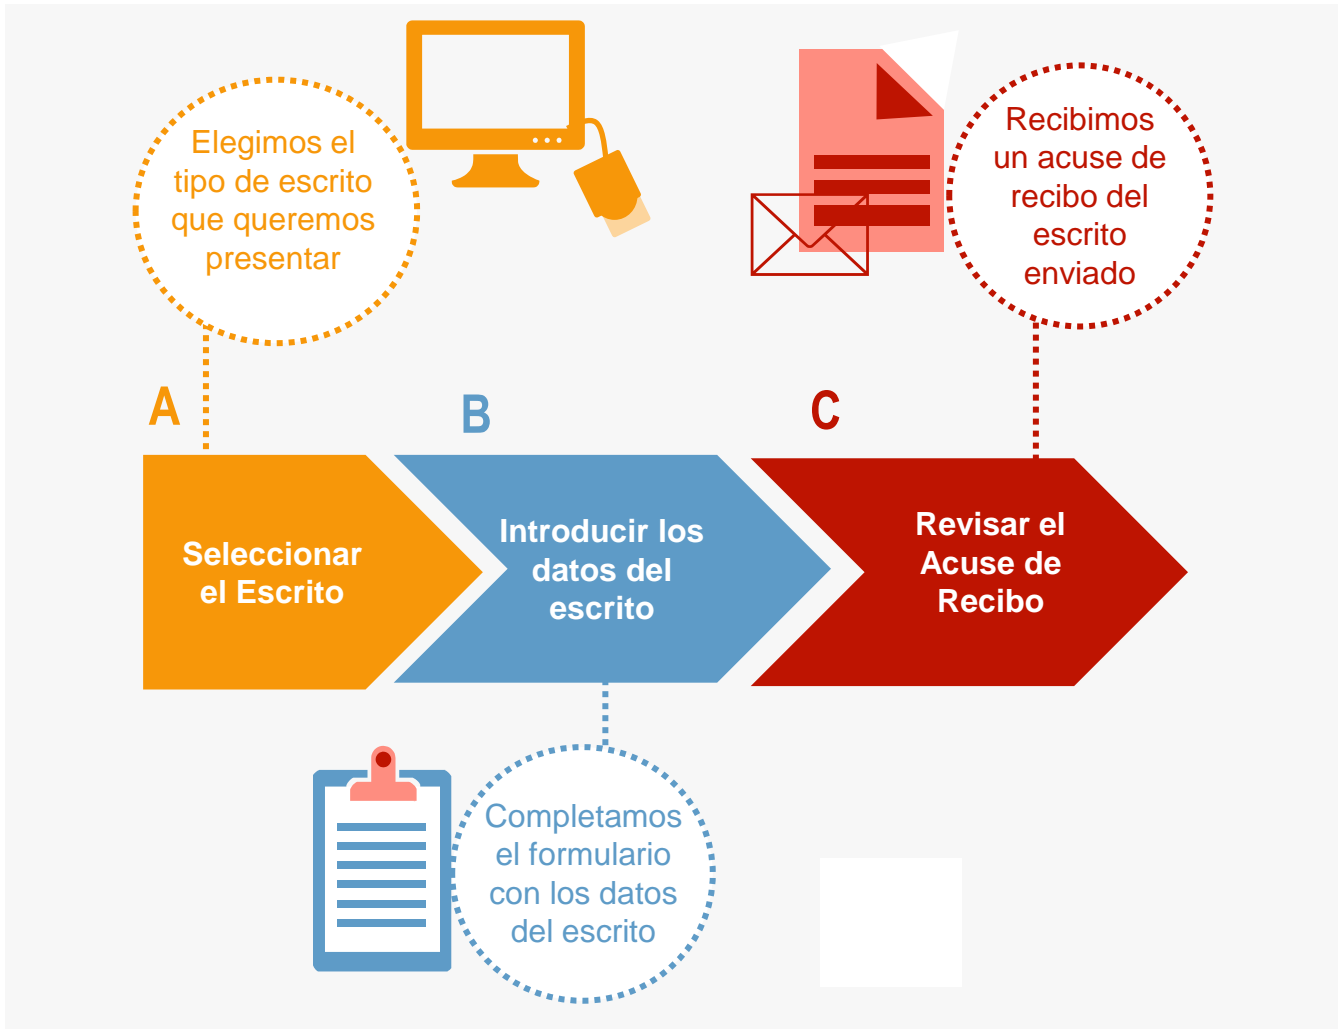 Elegimos el
tipo de escrito
que queremos
presentar
Recibimos
un acuse de
recibo del
escrito
enviado
A
B
C
Seleccionar
el Escrito
Introducir los
datos del
escrito
Revisar el
Acuse de
Recibo
Completamos
el formulario
con los datos
del escrito